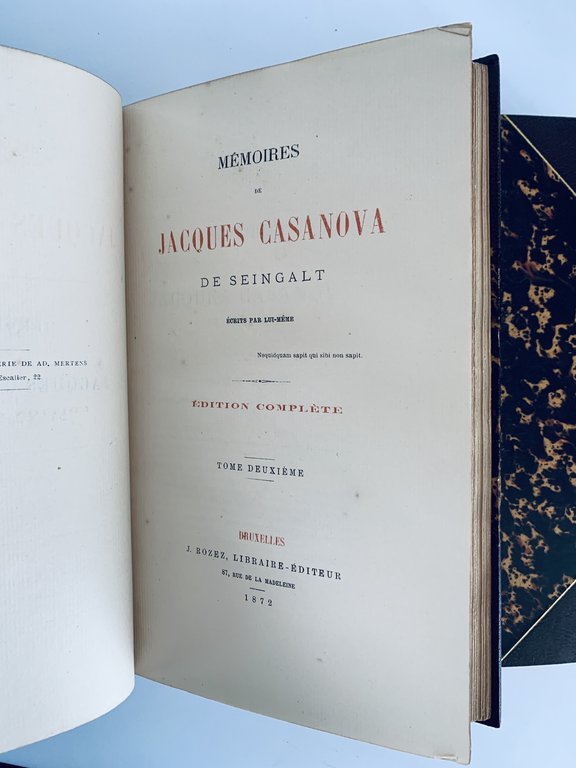 ERIE DE AD. MERTENS
Escalier, 22
MÉMOIRES
DE
JACQUES CASANOVA
DE SEINGALT
ÉCRITS PAR LUI-MÊME
Nequidquam sapit qui sibi non sapit.
ÉDITION COMPLÈTE
TOME DEUXIÈME
BRUXELLES
J. ROZEZ, LIBRAIRE-ÉDITEUR
87, RUE DE LA MADELEINE
1872